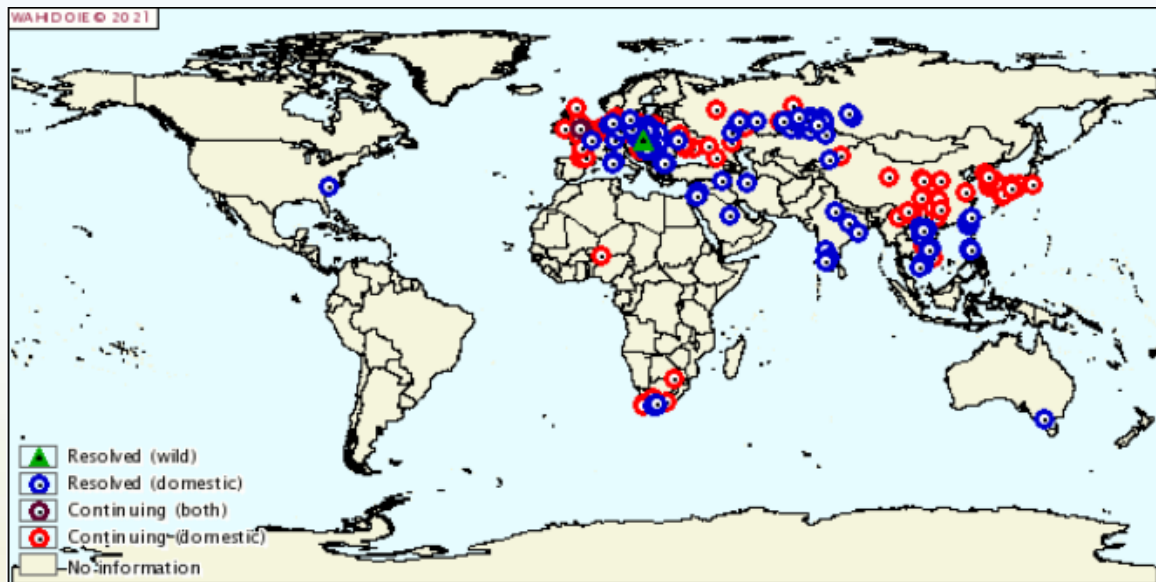 WAHIDOIE © 2021
Resolved (wild)
Resolved (domestic)
Continuing (both)
Continuing (domestic)
No information